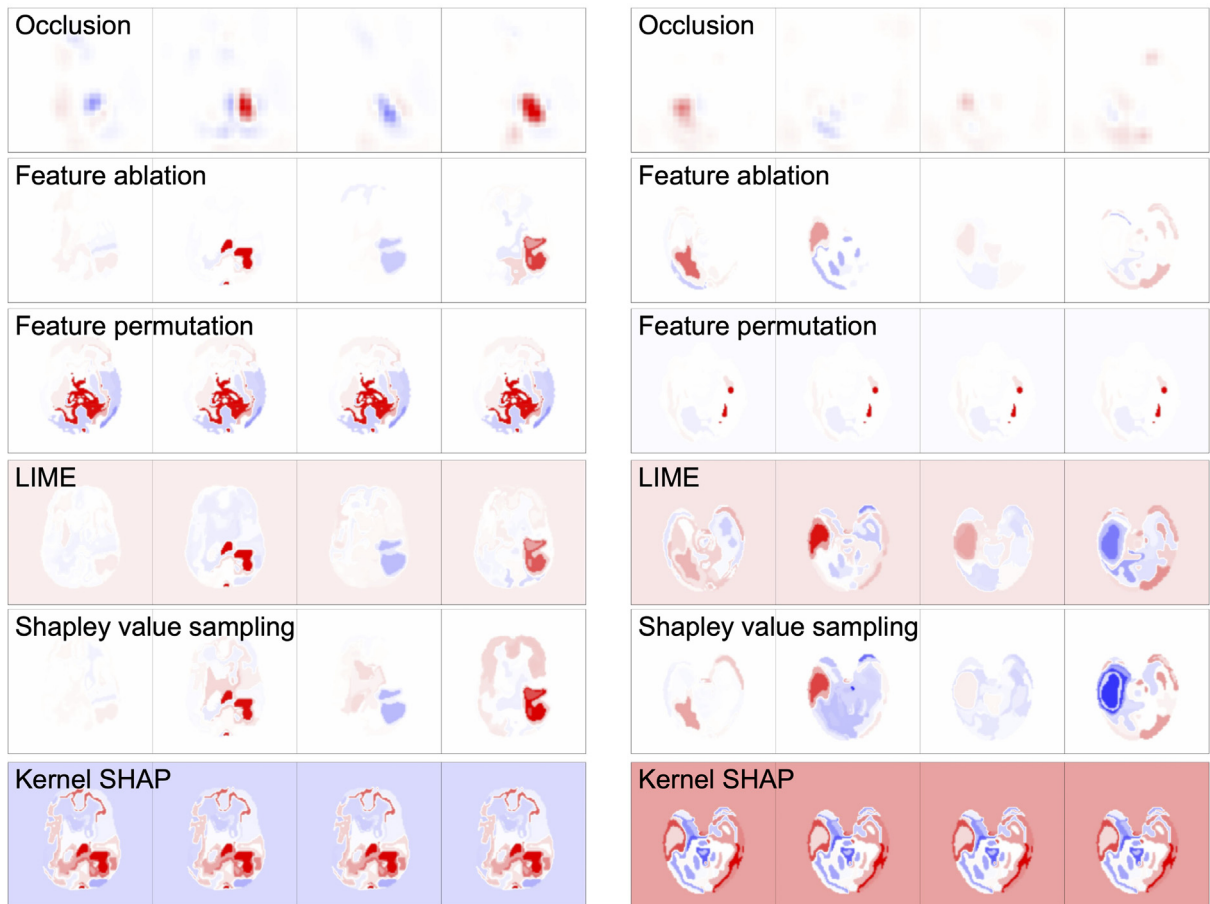 Occlusion
Occlusion
Feature ablation
Feature ablation
Feature permutation
Feature permutation
LIME
LIME
Shapley value sampling
Shapley value sampling
Kernel SHAP
Kernel SHAP